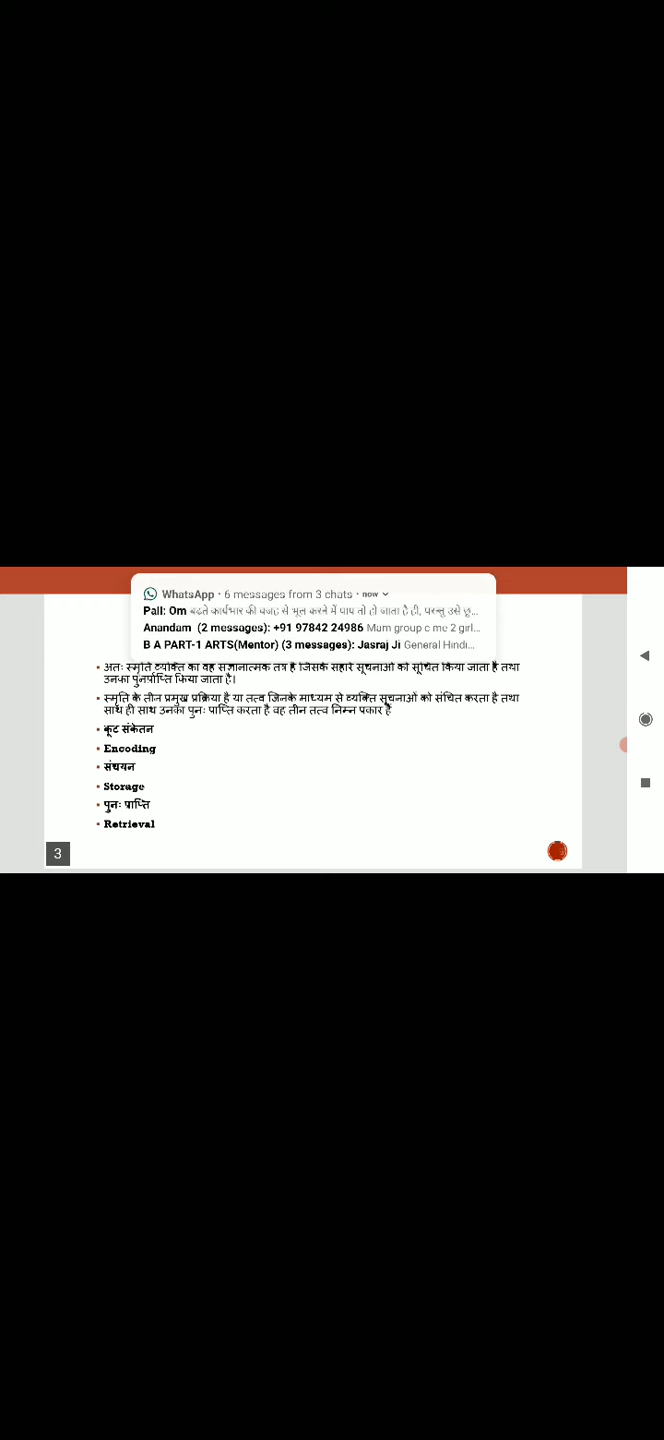 WhatsApp • 6 messages from 3 chats • now
Pall: Om बढ़ते कार्यभार की वजह से भूल करने में पाप तो हो जाता है ही, परन्तु उसे छु...
Anandam (2 messages): +91 97842 24986 Mam group c me 2 girl...
B A PART-1 ARTS(Mentor) (3 messages): Jasraj Ji General Hindi...
• अतः स्मृति व्यक्ति का वह संज्ञानात्मक तंत्र है जिसके सहारे सूचनाओं को सूचित किया जाता है तथा
उनका पुनर्प्राप्ति किया जाता है।
• स्मृति के तीन प्रमुख प्रक्रिया है या तत्व जिनके माध्यम से व्यक्ति सूचनाओं को संचित करता है तथा
साथ ही साथ उनका पुनः प्राप्ति करता है वह तीन तत्व निम्न पकार है
• कूट संकेतन
• Encoding
• संचयन
• Storage
• पुनः प्राप्ति
• Retrieval
3